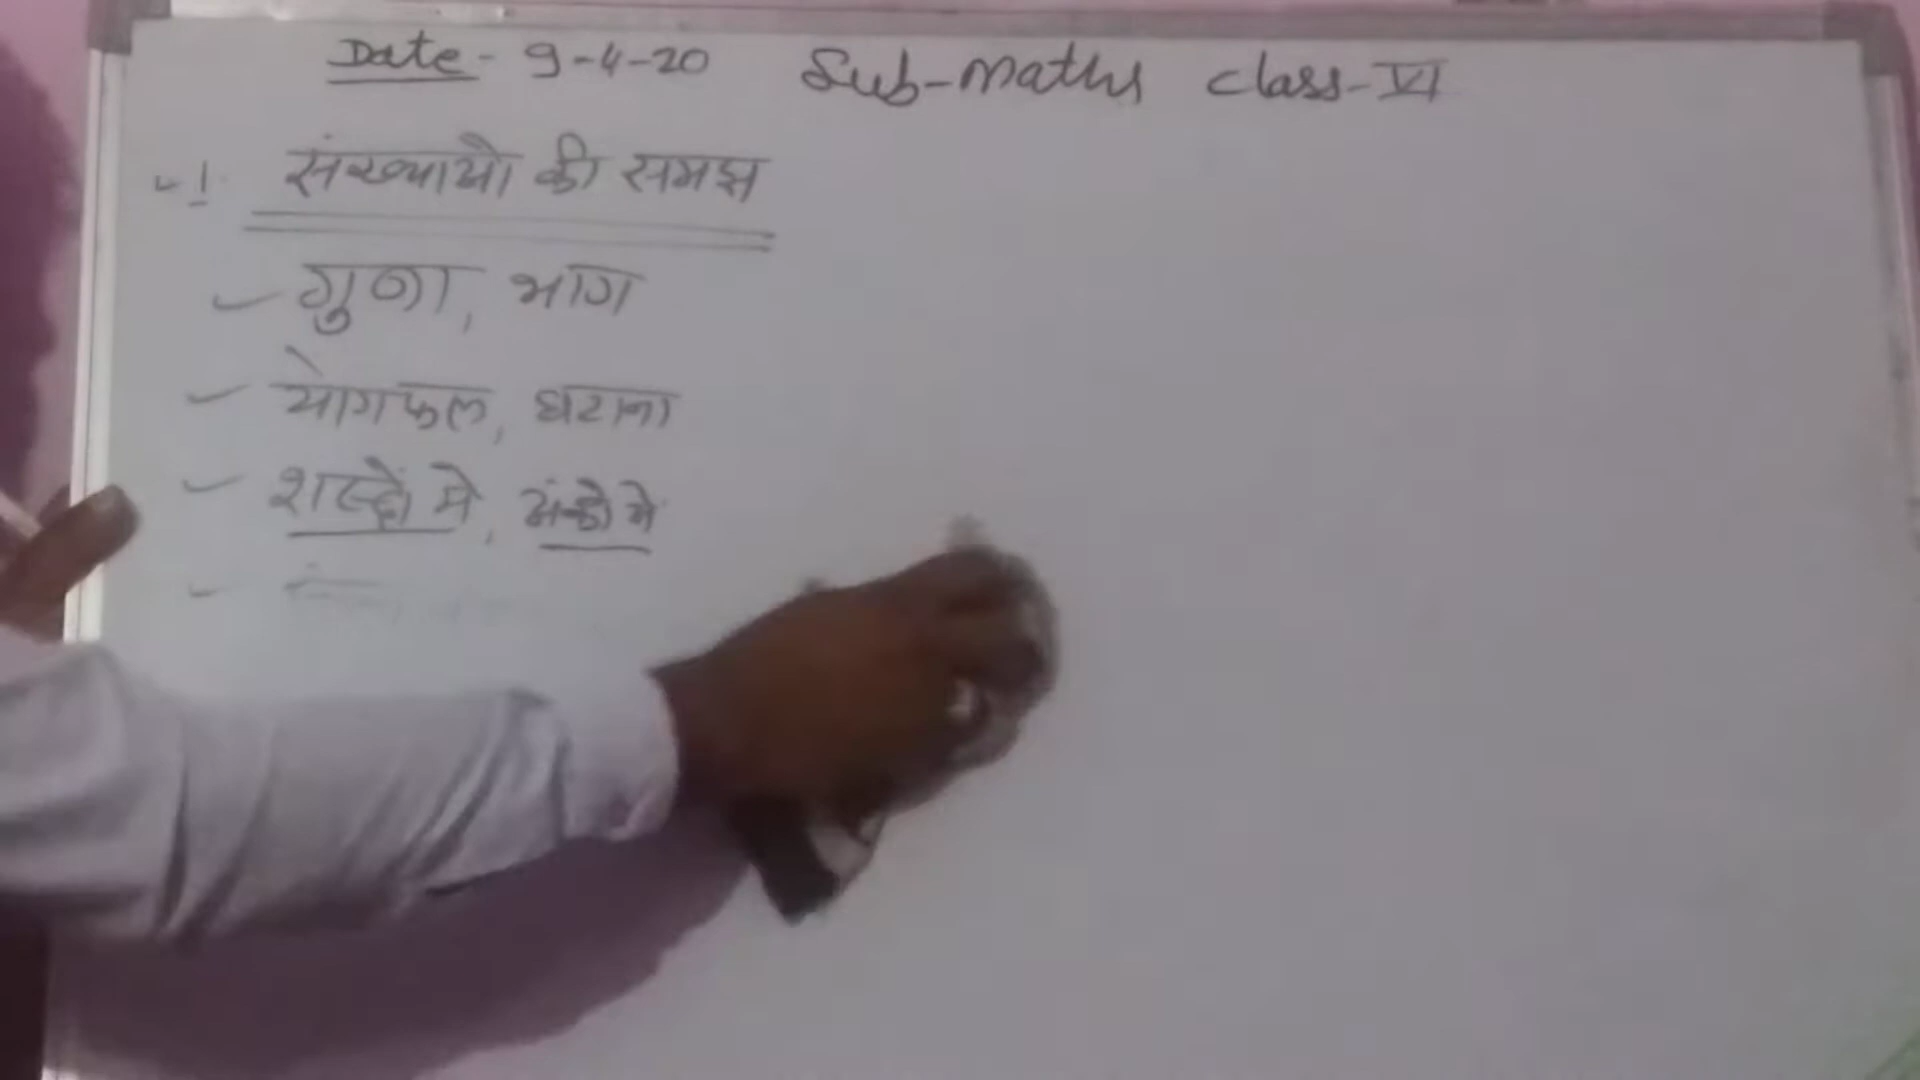 Date - 9-4-20 Sub-maths class-VI
1. संख्याओ की समझ
गुणा, भाग
योगफल, घटाना
शब्दों मे, अंको मे